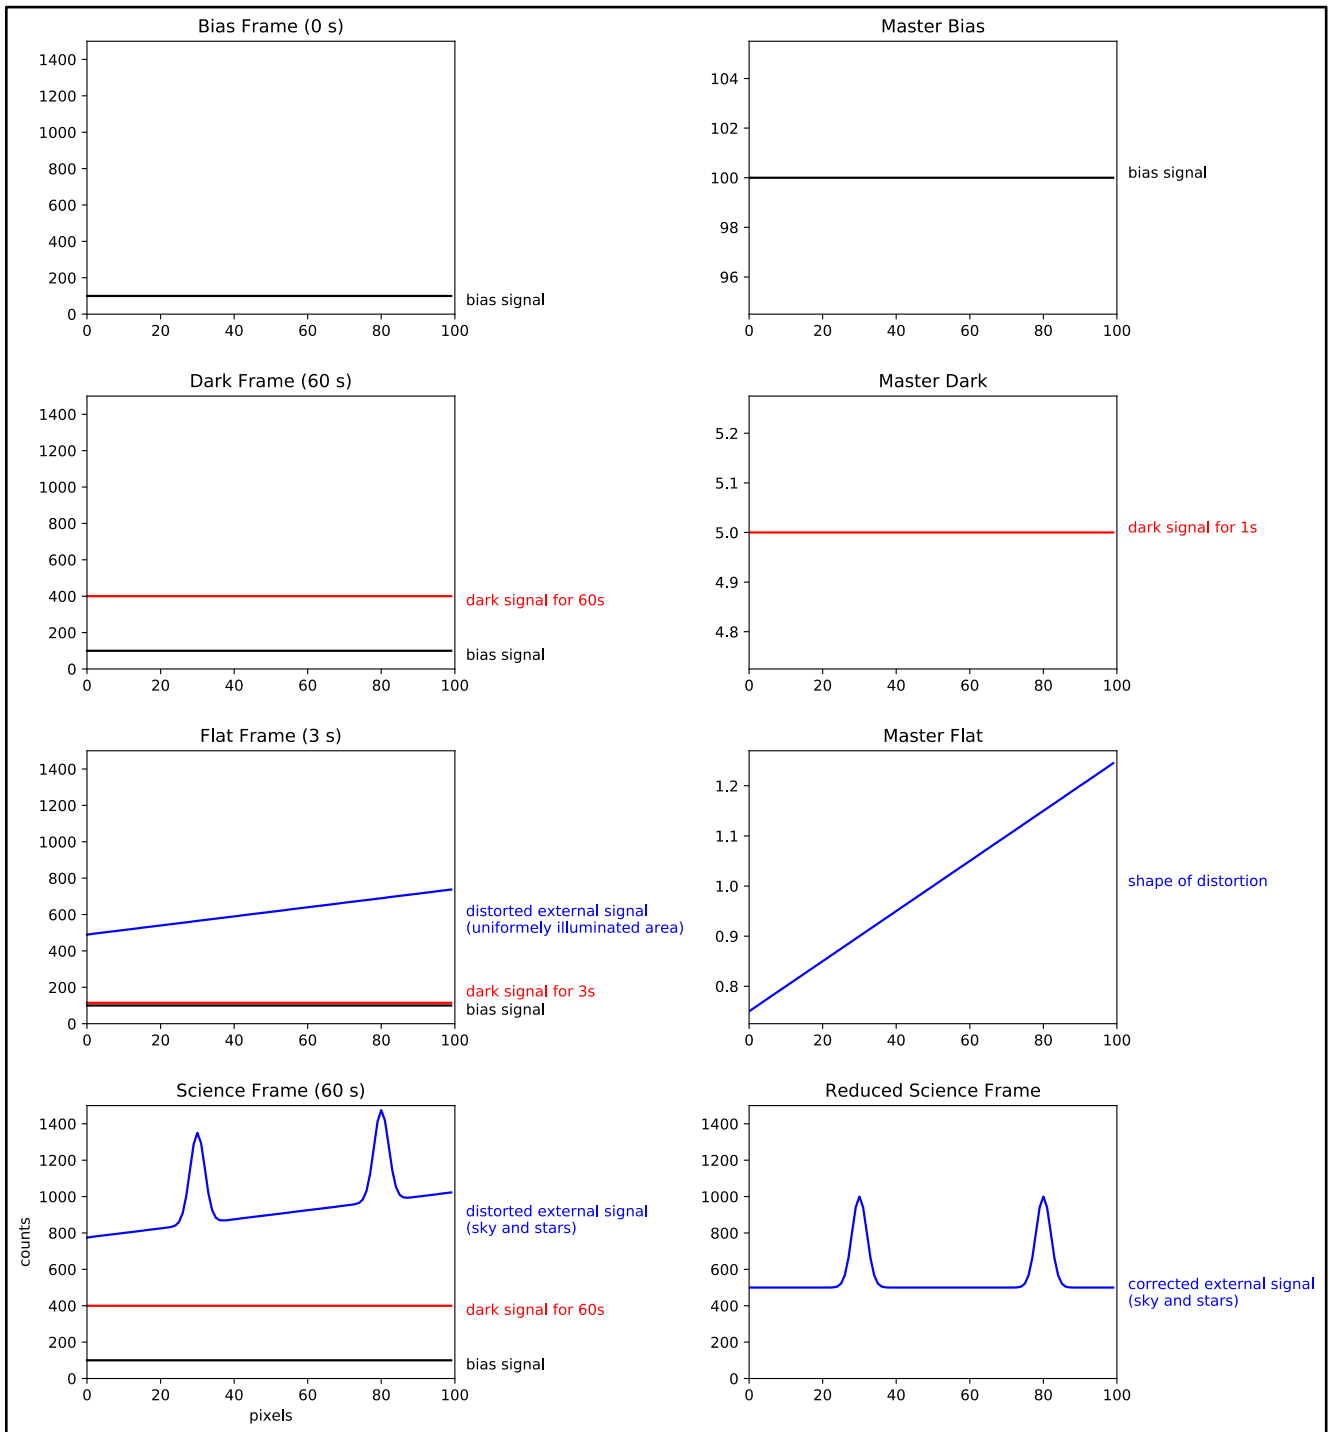 Bias Frame (0 s)
1400
1200
1000
800
600
400
200
0
0 20 40 60 80 100
bias signal
Master Bias
104
102
100
98
96
0 20 40 60 80 100
bias signal
Dark Frame (60 s)
1400
1200
1000
800
600
400
200
0
0 20 40 60 80 100
dark signal for 60s
bias signal
Master Dark
5.2
5.1
5.0
4.9
4.8
0 20 40 60 80 100
dark signal for 1s
Flat Frame (3 s)
1400
1200
1000
800
600
400
200
0
0 20 40 60 80 100
distorted external signal
(uniformely illuminated area)
dark signal for 3s
bias signal
Master Flat
1.2
1.1
1.0
0.9
0.8
0 20 40 60 80 100
shape of distortion
Science Frame (60 s)
counts
1400
1200
1000
800
600
400
200
0
0 20 40 60 80 100
pixels
distorted external signal
(sky and stars)
dark signal for 60s
bias signal
Reduced Science Frame
1400
1200
1000
800
600
400
200
0
0 20 40 60 80 100
corrected external signal
(sky and stars)